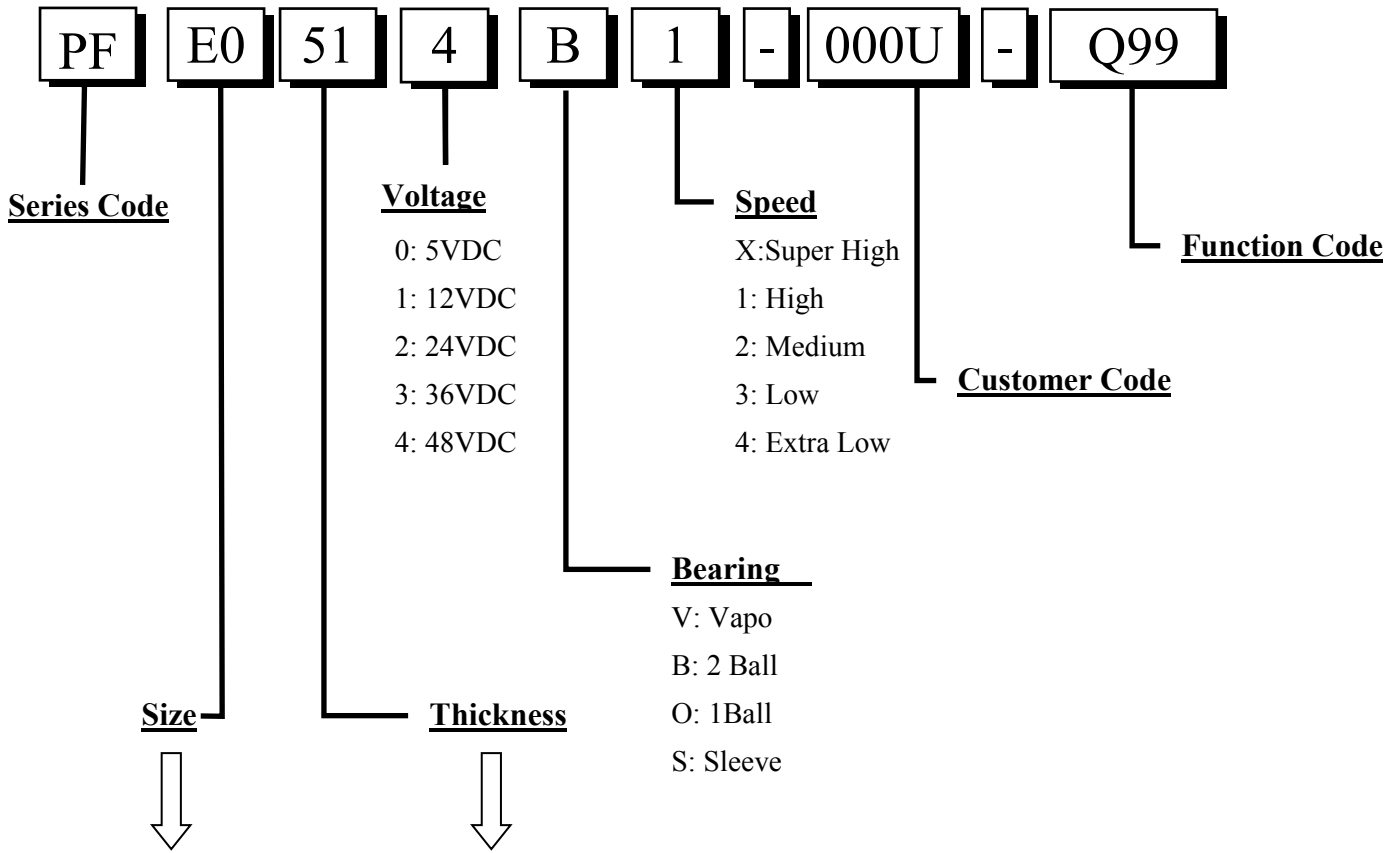 PF E0 51 4 B 1 - 000U - Q99
Series Code
Voltage
0: 5VDC
1: 12VDC
2: 24VDC
3: 36VDC
4: 48VDC
Speed
X:Super High
1: High
2: Medium
3: Low
4: Extra Low
Function Code
Customer Code
Bearing
V: Vapo
B: 2 Ball
O: 1Ball
S: Sleeve
Size
Thickness